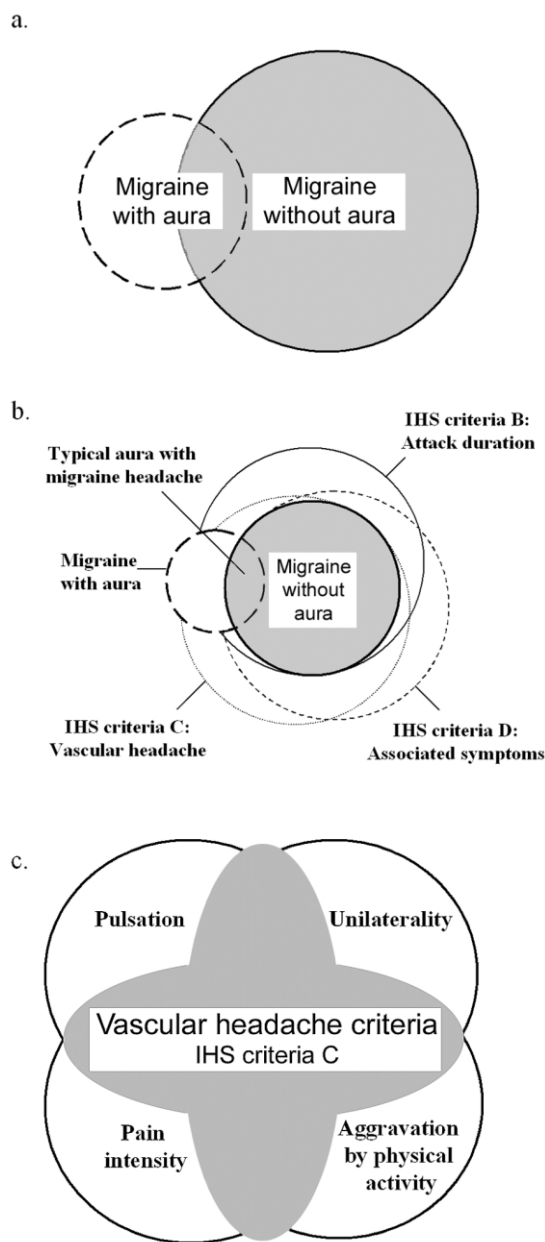 a.
Migraine
with aura
Migraine
without aura
b.
IHS criteria B:
Attack duration
Typical aura with
migraine headache
Migraine
with aura
Migraine
without
aura
IHS criteria C:
Vascular headache
IHS criteria D:
Associated symptoms
c.
Pulsation
Unilaterality
Vascular headache criteria
IHS criteria C
Pain
intensity
Aggravation
by physical
activity